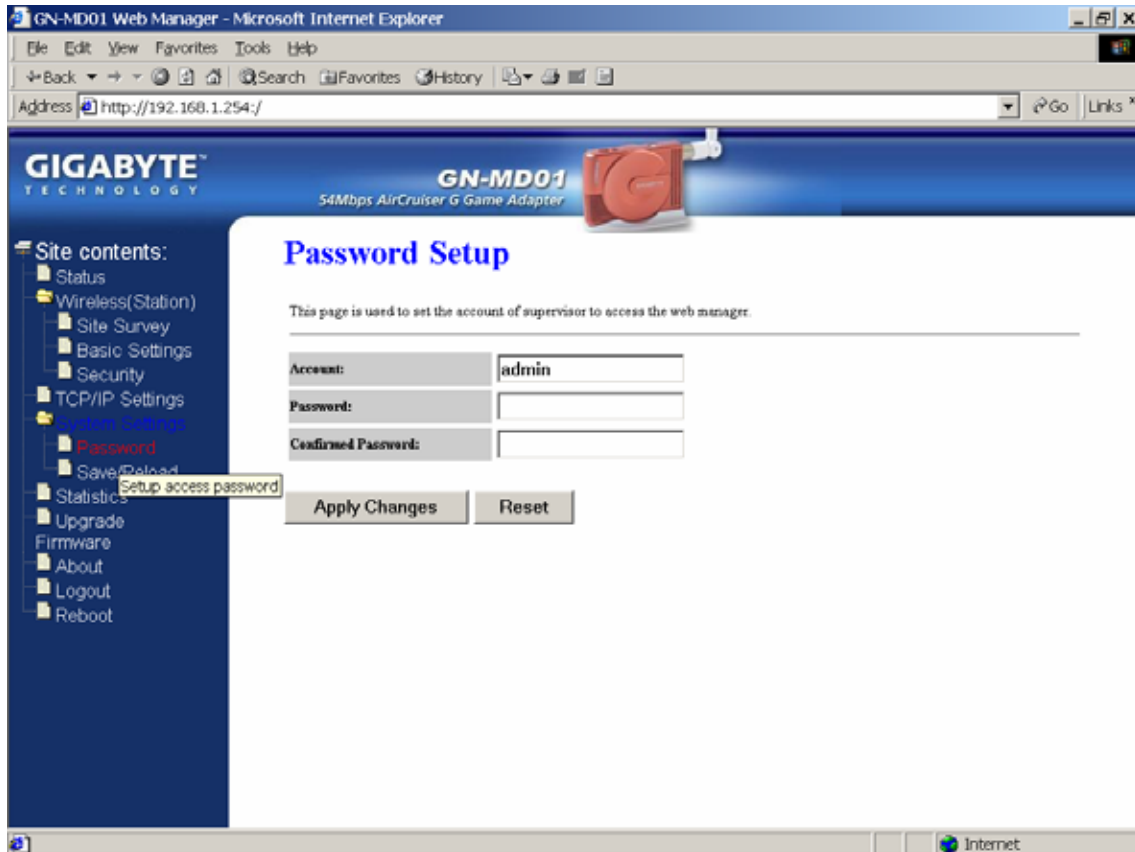 GN-MD01 Web Manager - Microsoft Internet Explorer
File Edit View Favorites Tools Help
Back Search Favorites History
Address http://192.168.1.254:/ Go Links
GIGABYTE™
TECHNOLOGY
GN-MD01
54Mbps AirCruiser G Game Adapter
Site contents:
Status
Wireless(Station)
Site Survey
Basic Settings
Security
TCP/IP Settings
System Settings
Password
Save/Reload
Setup access password
Statistics
Upgrade
Firmware
About
Logout
Reboot
Password Setup
This page is used to set the account of supervisor to access the web manager.
Account: admin
Password:
Confirmed Password:
Apply Changes Reset
Internet